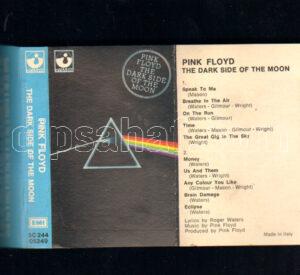 PINK FLOYD
THE DARK SIDE OF THE MOON
EMI
3C 244
05249
PINK FLOYD
THE DARK SIDE
OF THE
MOON
PINK FLOYD
THE DARK SIDE OF THE MOON
1.
Speak To Me
(Mason)
Breathe In The Air
(Waters - Gilmour - Wright)
On The Run
(Waters - Gilmour)
Time
(Waters - Mason - Gilmour - Wright)
The Great Gig In The Sky
(Wright)
2.
Money
(Waters)
Us And Them
(Waters - Wright)
Any Colour You Like
(Mason - Gilmour - Wright)
Brain Damage
(Waters)
Eclipse
(Waters)
Lyrics by Roger Waters
Music by Pink Floyd
Produced by Pink Floyd
Made in Italy